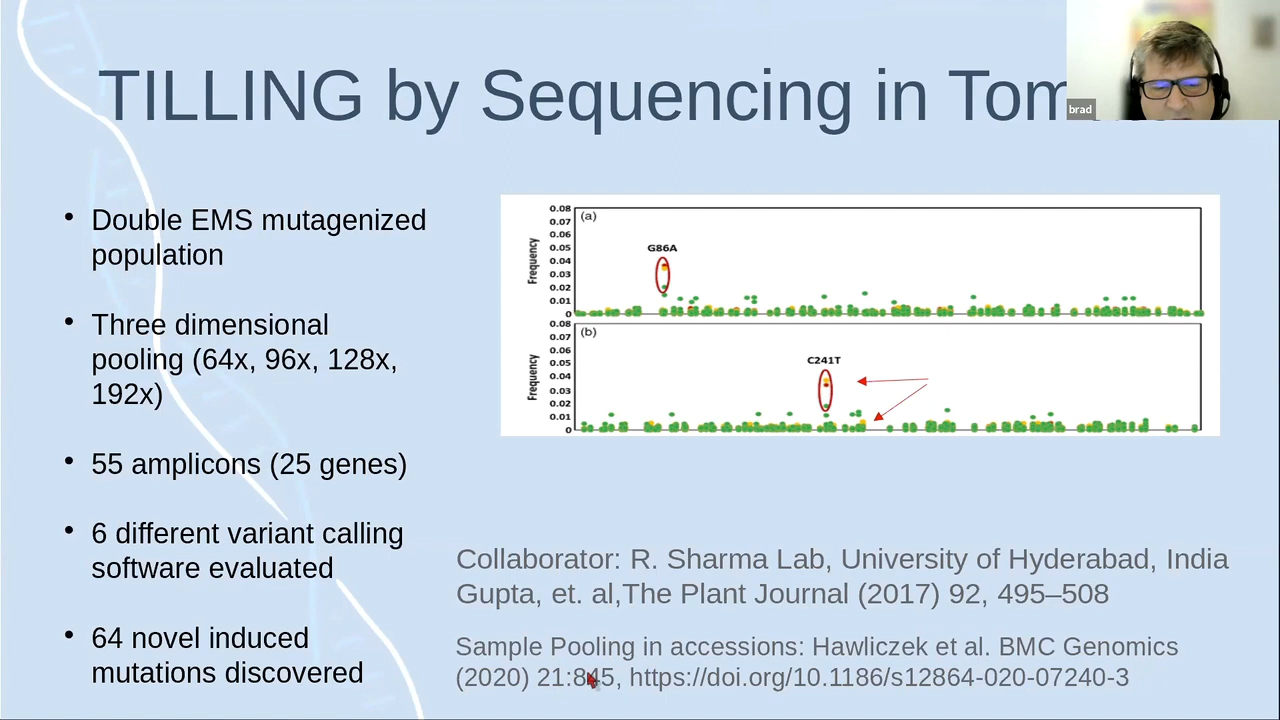 TILLING by Sequencing in Tom
brad
• Double EMS mutagenized
population
• Three dimensional
pooling (64x, 96x, 128x,
192x)
• 55 amplicons (25 genes)
• 6 different variant calling
software evaluated
• 64 novel induced
mutations discovered
0.08
(a)
0.07
0.06
0.05
G86A
0.04
0.03
0.02
0.01
0
Frequency
0.08
(b)
0.07
0.06
0.05
C241T
0.04
0.03
0.02
0.01
0
Frequency
Collaborator: R. Sharma Lab, University of Hyderabad, India
Gupta, et. al,The Plant Journal (2017) 92, 495–508
Sample Pooling in accessions: Hawliczek et al. BMC Genomics
(2020) 21:845, https://doi.org/10.1186/s12864-020-07240-3